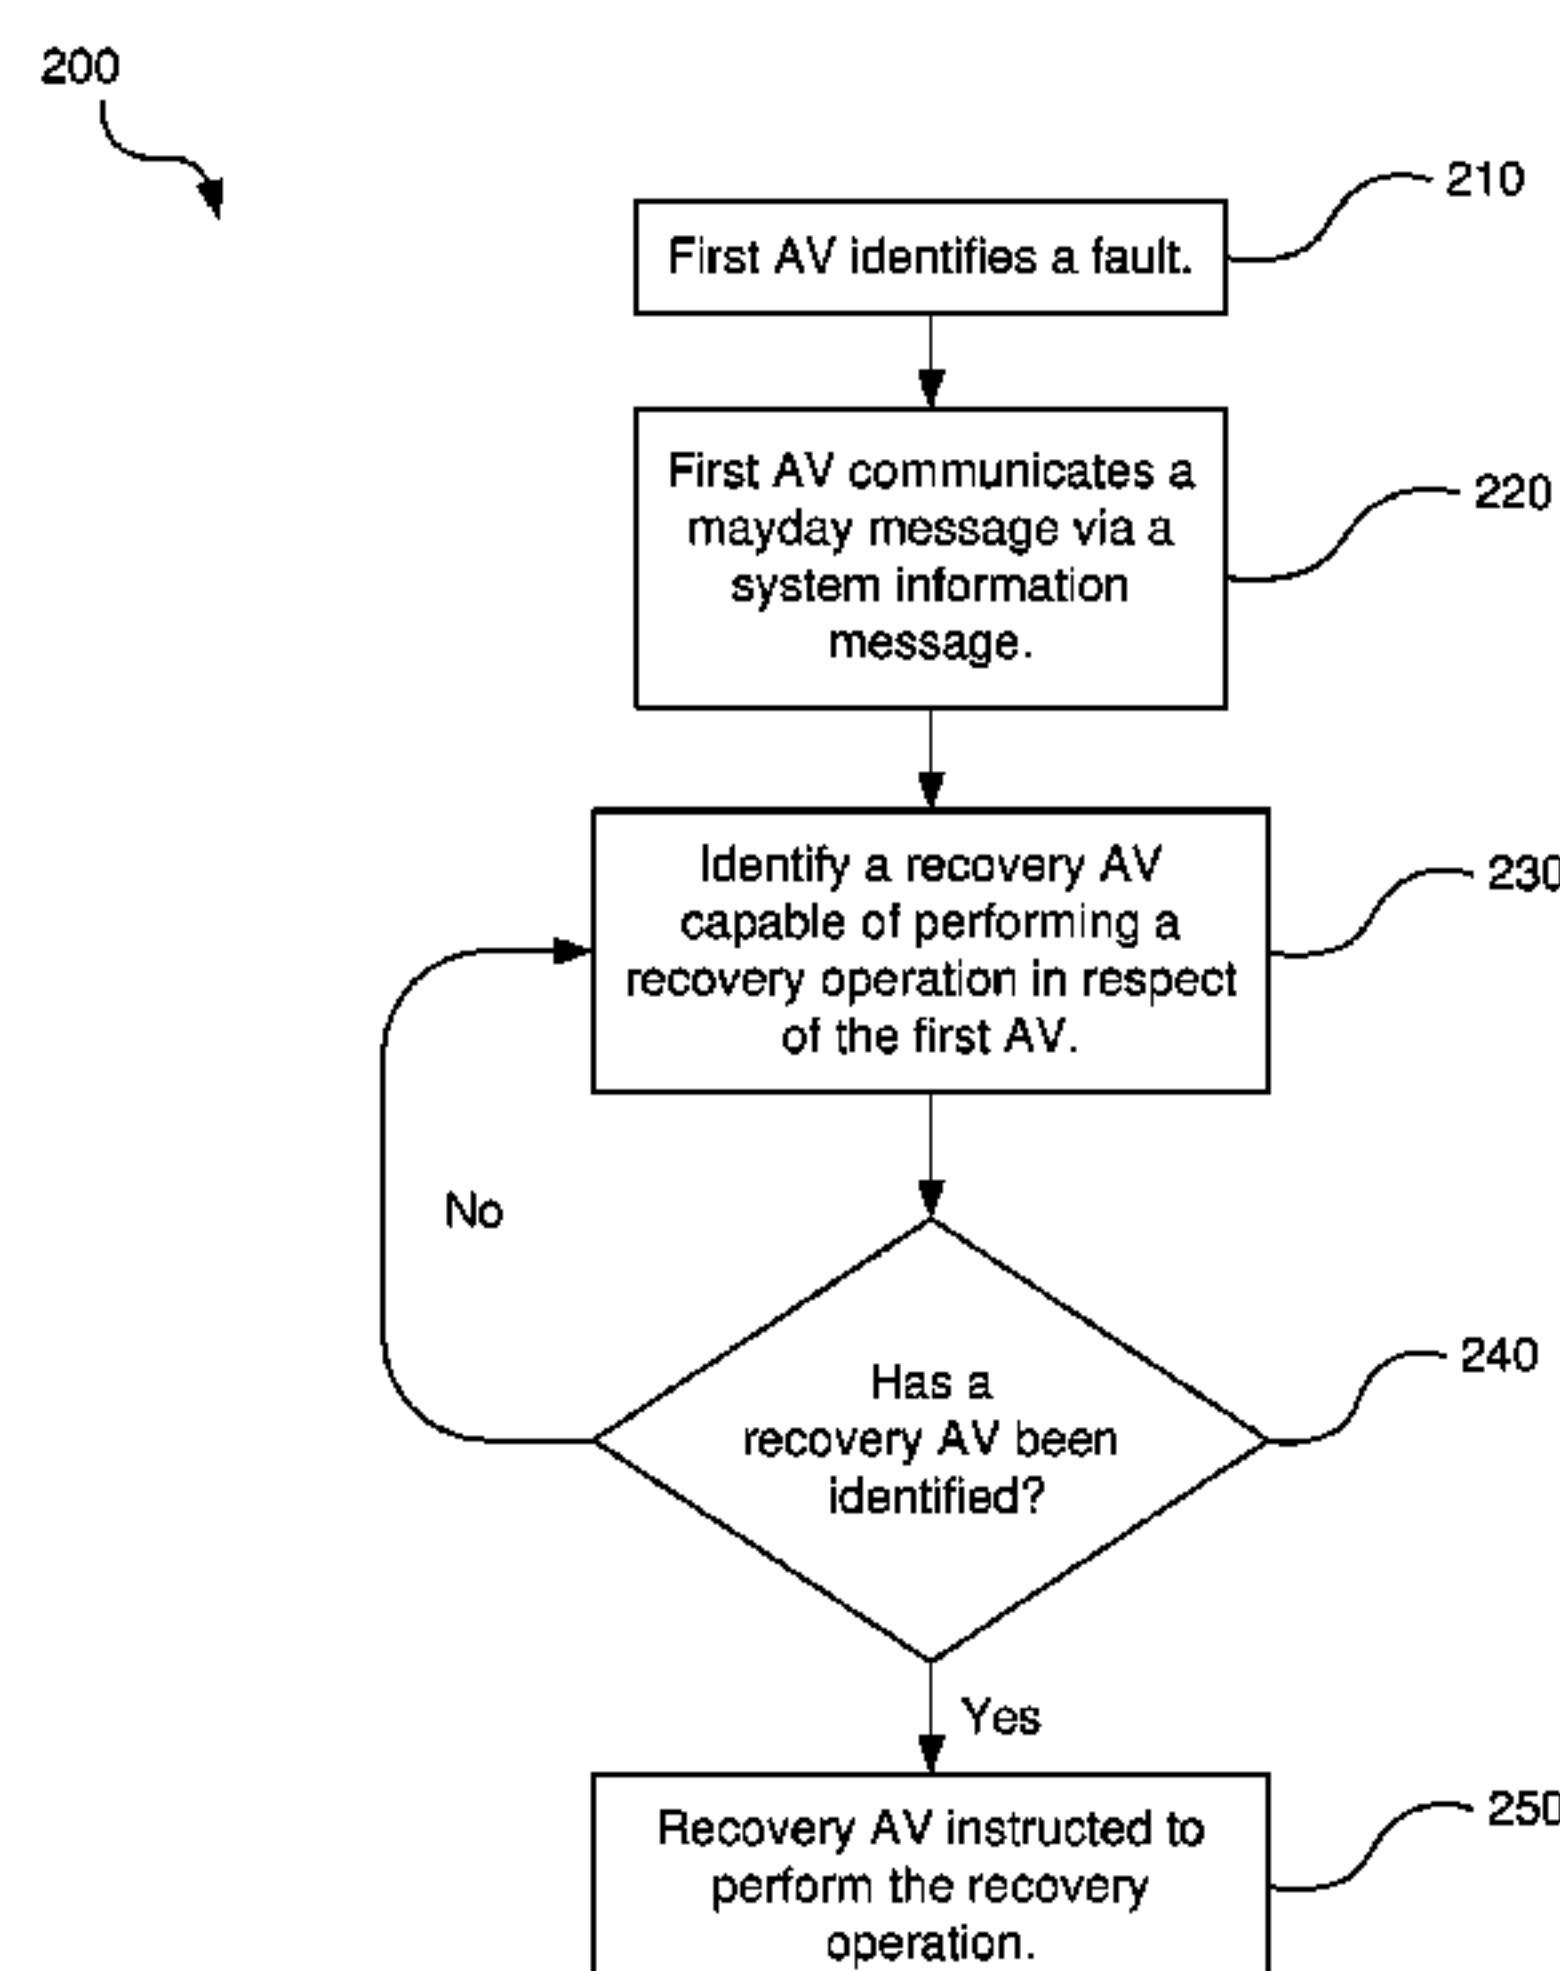 200
210
First AV identifies a fault.
220
First AV communicates a
mayday message via a
system information
message.
230
Identify a recovery AV
capable of performing a
recovery operation in respect
of the first AV.
No
240
Has a
recovery AV been
identified?
Yes
250
Recovery AV instructed to
perform the recovery
operation.